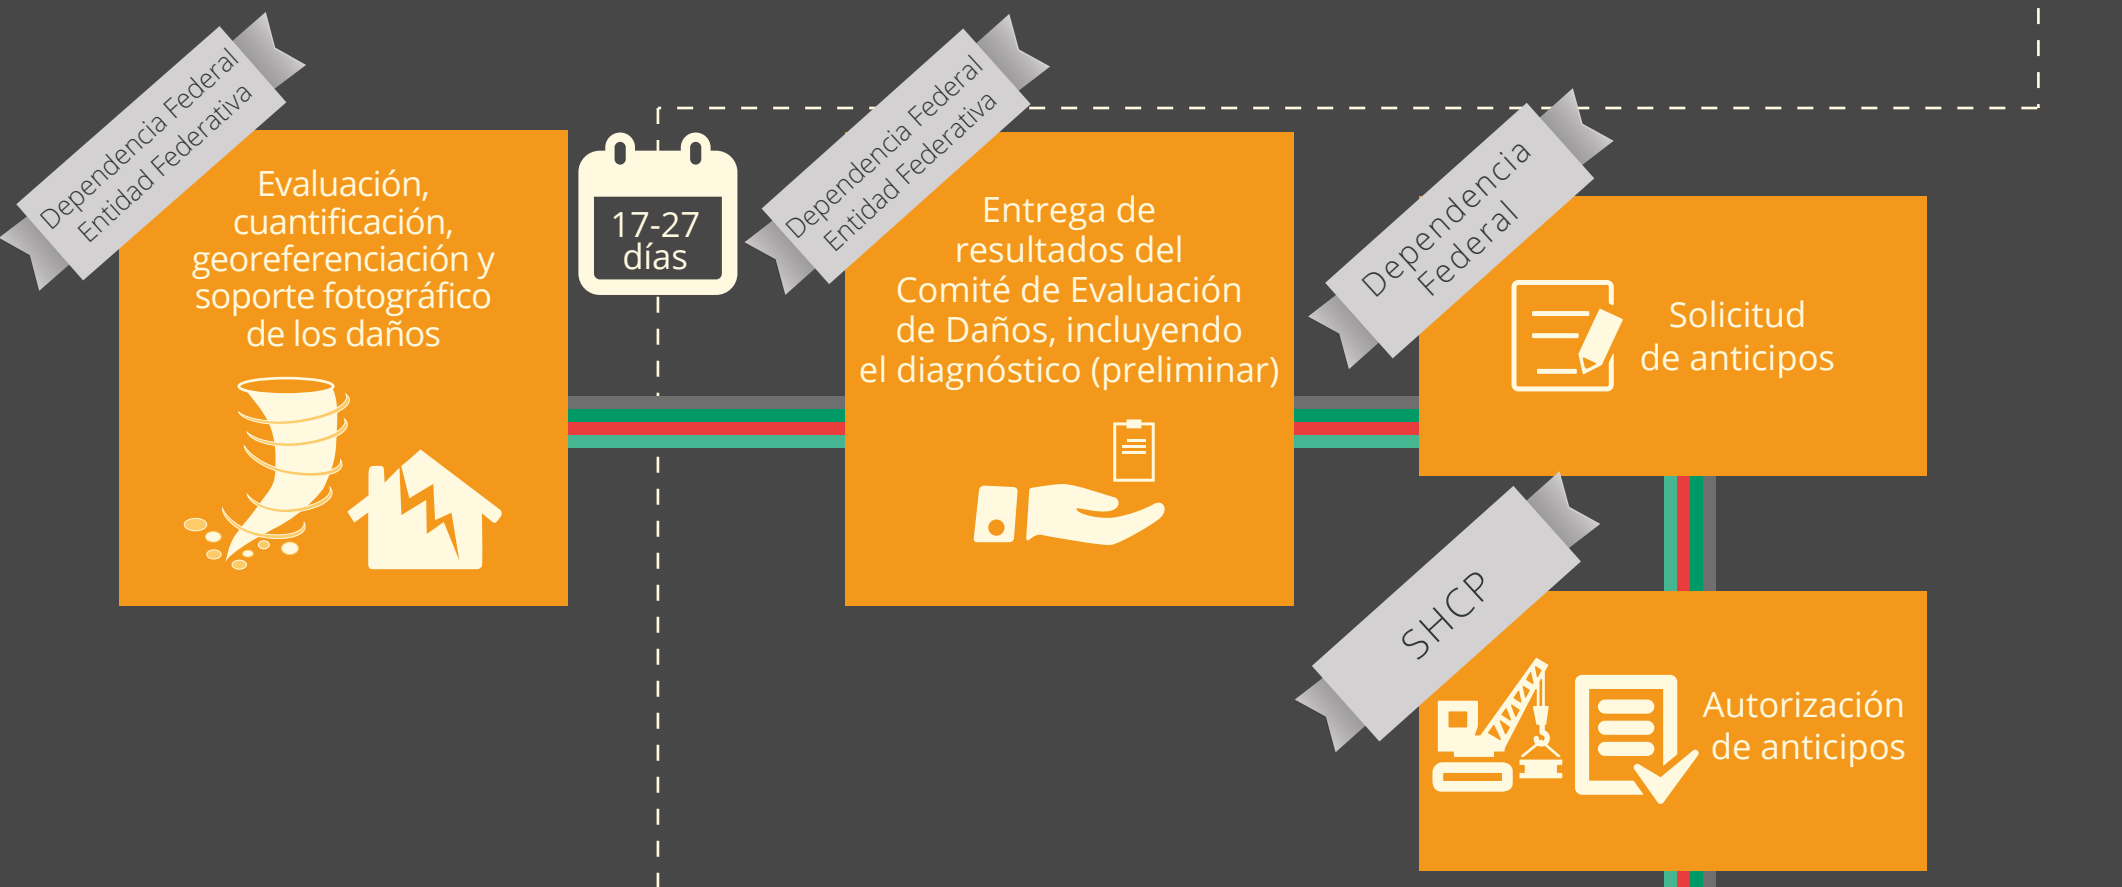 Dependencia Federal
Entidad Federativa
Evaluación,
cuantificación,
georeferenciación y
soporte fotográfico
de los daños
17-27
días
Dependencia Federal
Entidad Federativa
Entrega de
resultados del
Comité de Evaluación
de Daños, incluyendo
el diagnóstico (preliminar)
Dependencia
Federal
Solicitud
de anticipos
SHCP
Autorización
de anticipos